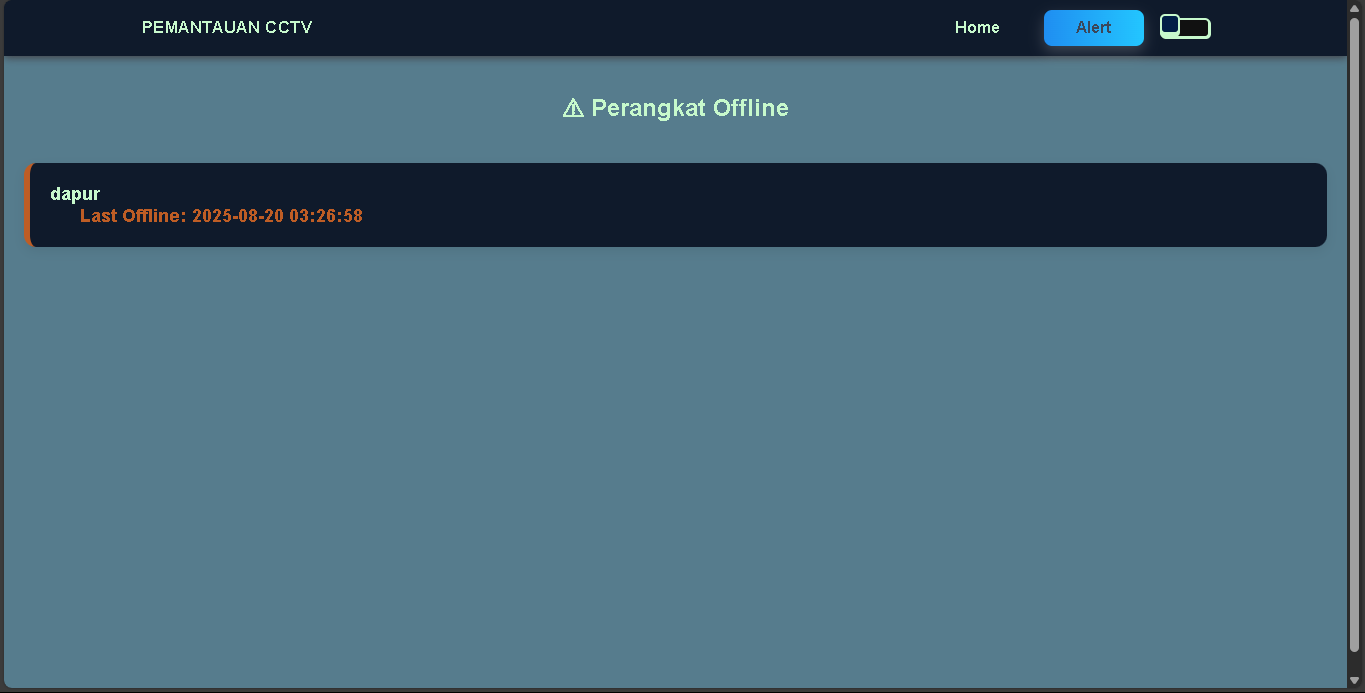 PEMANTAUAN CCTV
Home
Alert
⚠ Perangkat Offline
dapur
Last Offline: 2025-08-20 03:26:58